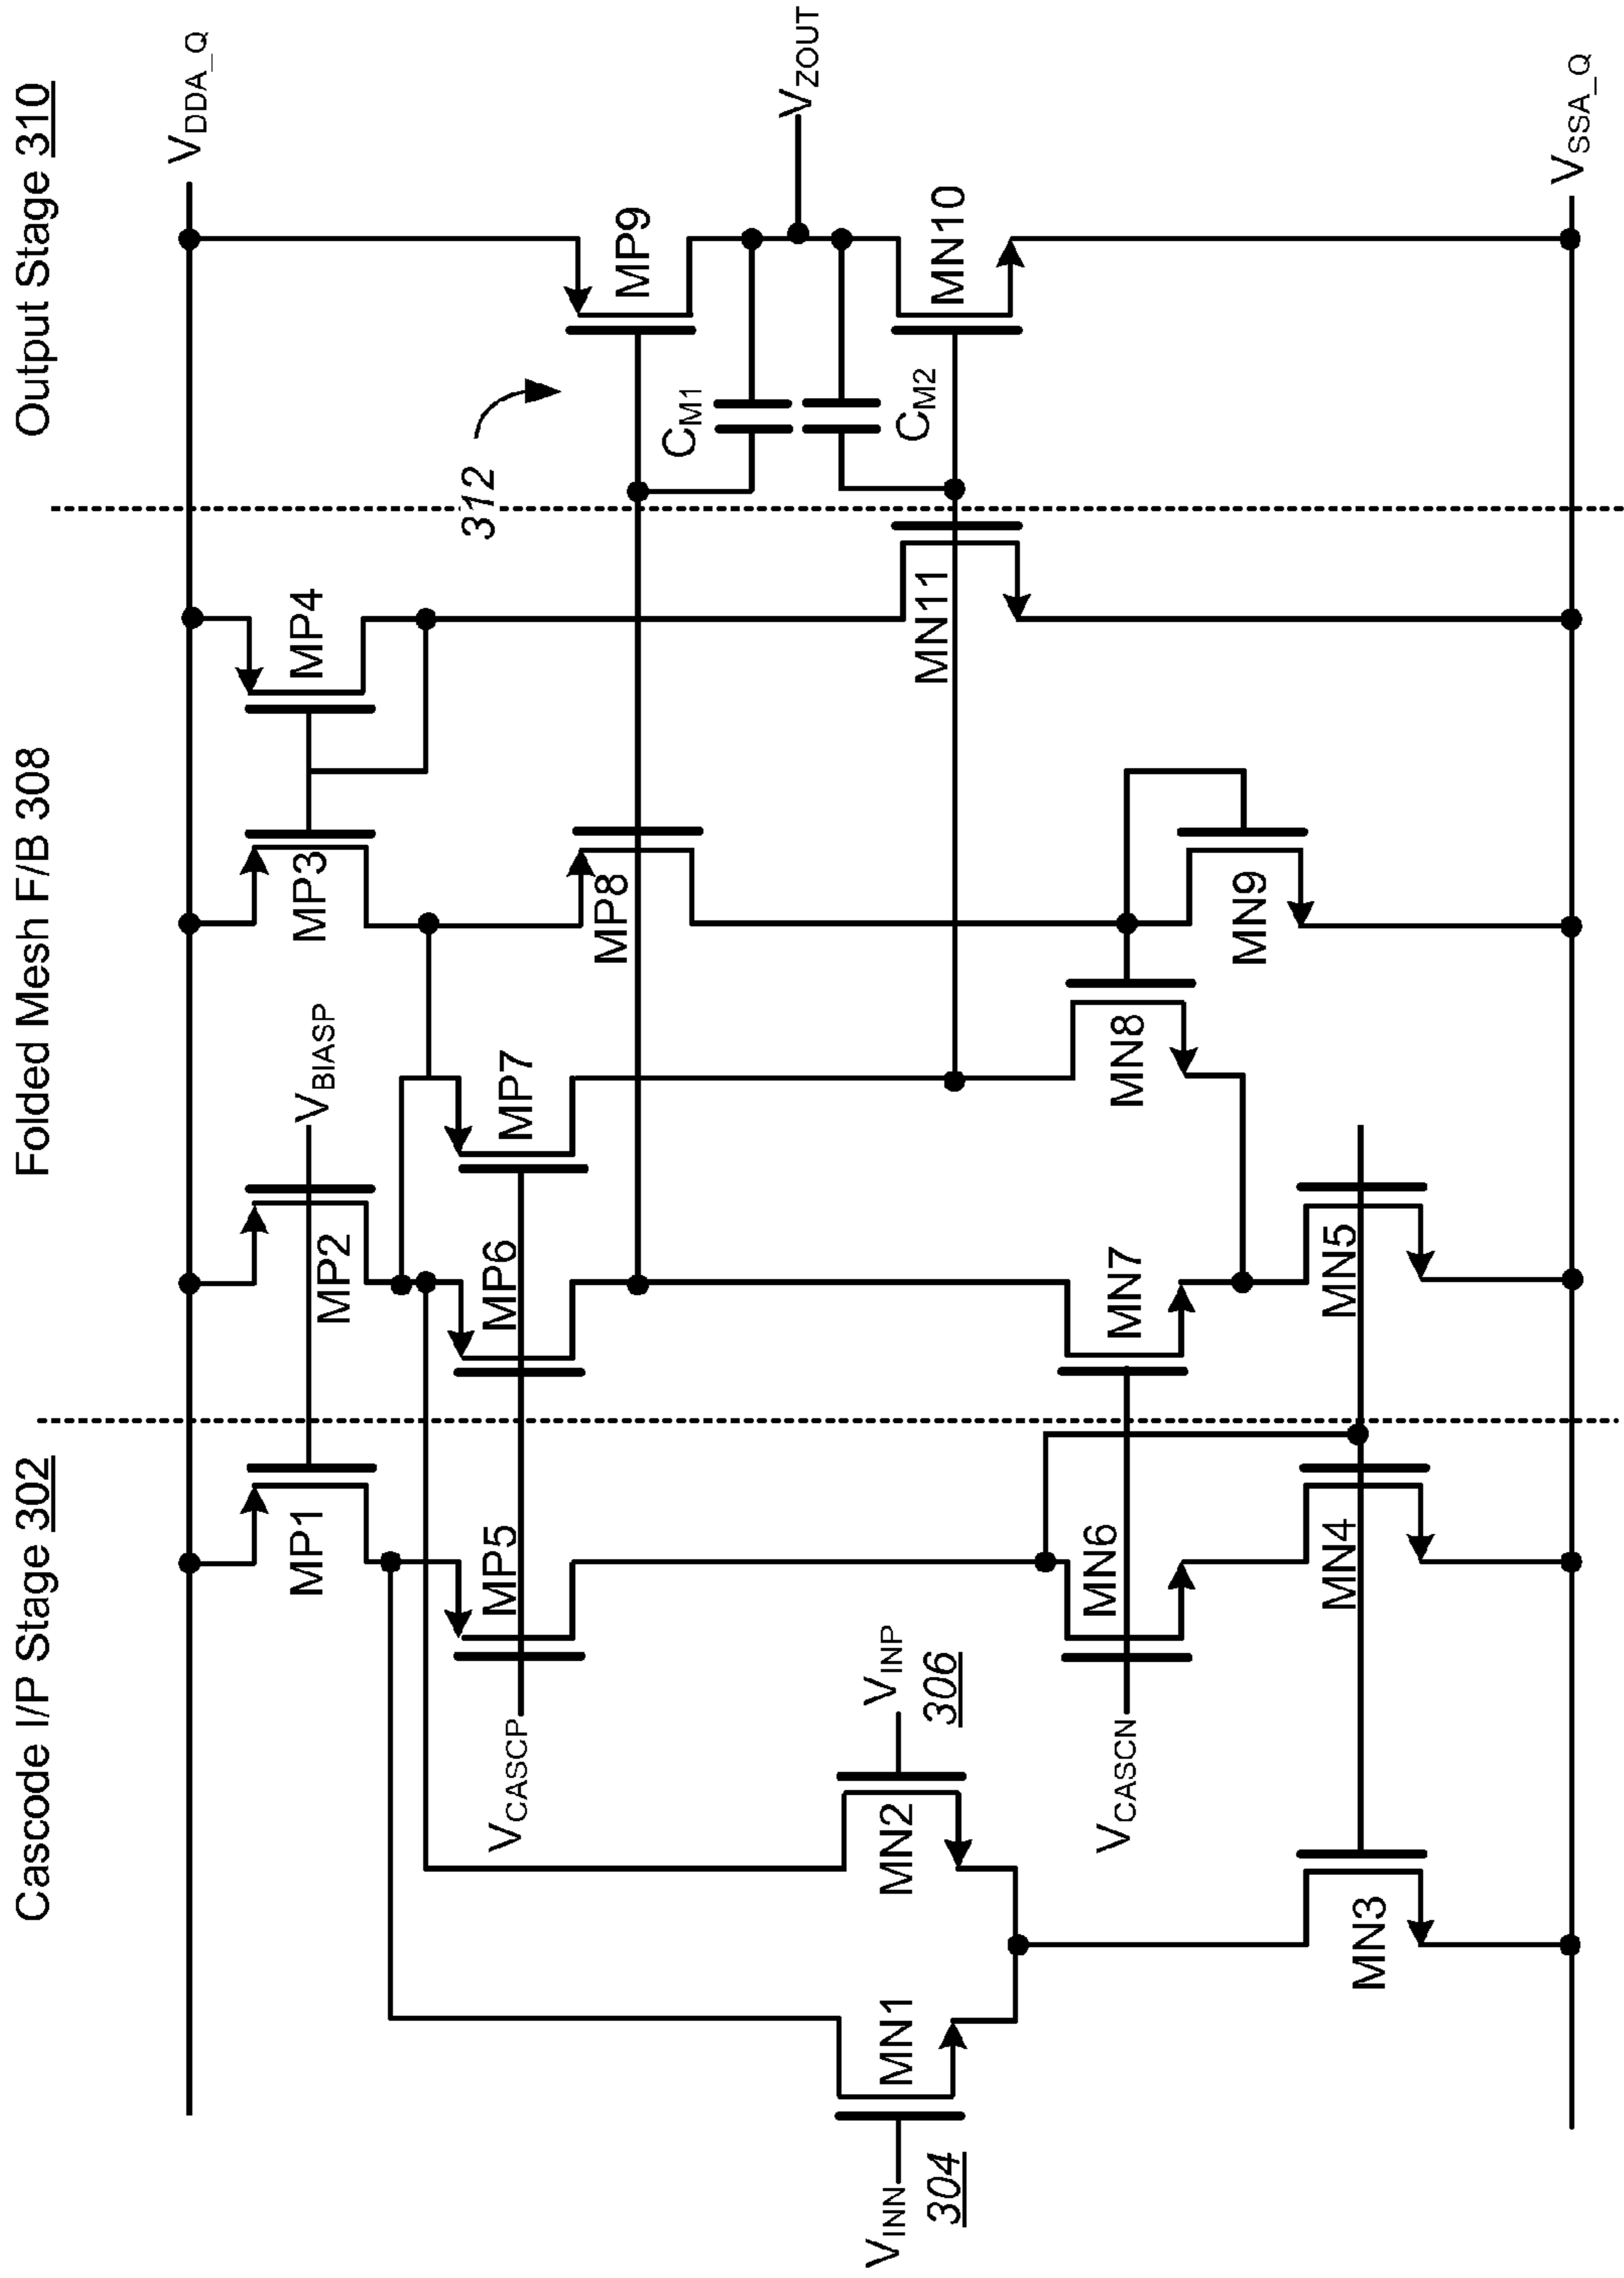 Cascode I/P Stage 302
Folded Mesh F/B 308
Output Stage 310
VDDA_Q
VBIASP
MP1
MP2
MP3
MP4
VCASCP
MP5
MP6
MP7
MP8
312
MP9
CM1
CM2
VZOUT
VINN
304
MN1
MN2
VINP
306
MN11
MN10
VCASCN
MN6
MN7
MN8
MN9
MN3
MN4
MN5
VSSA_Q